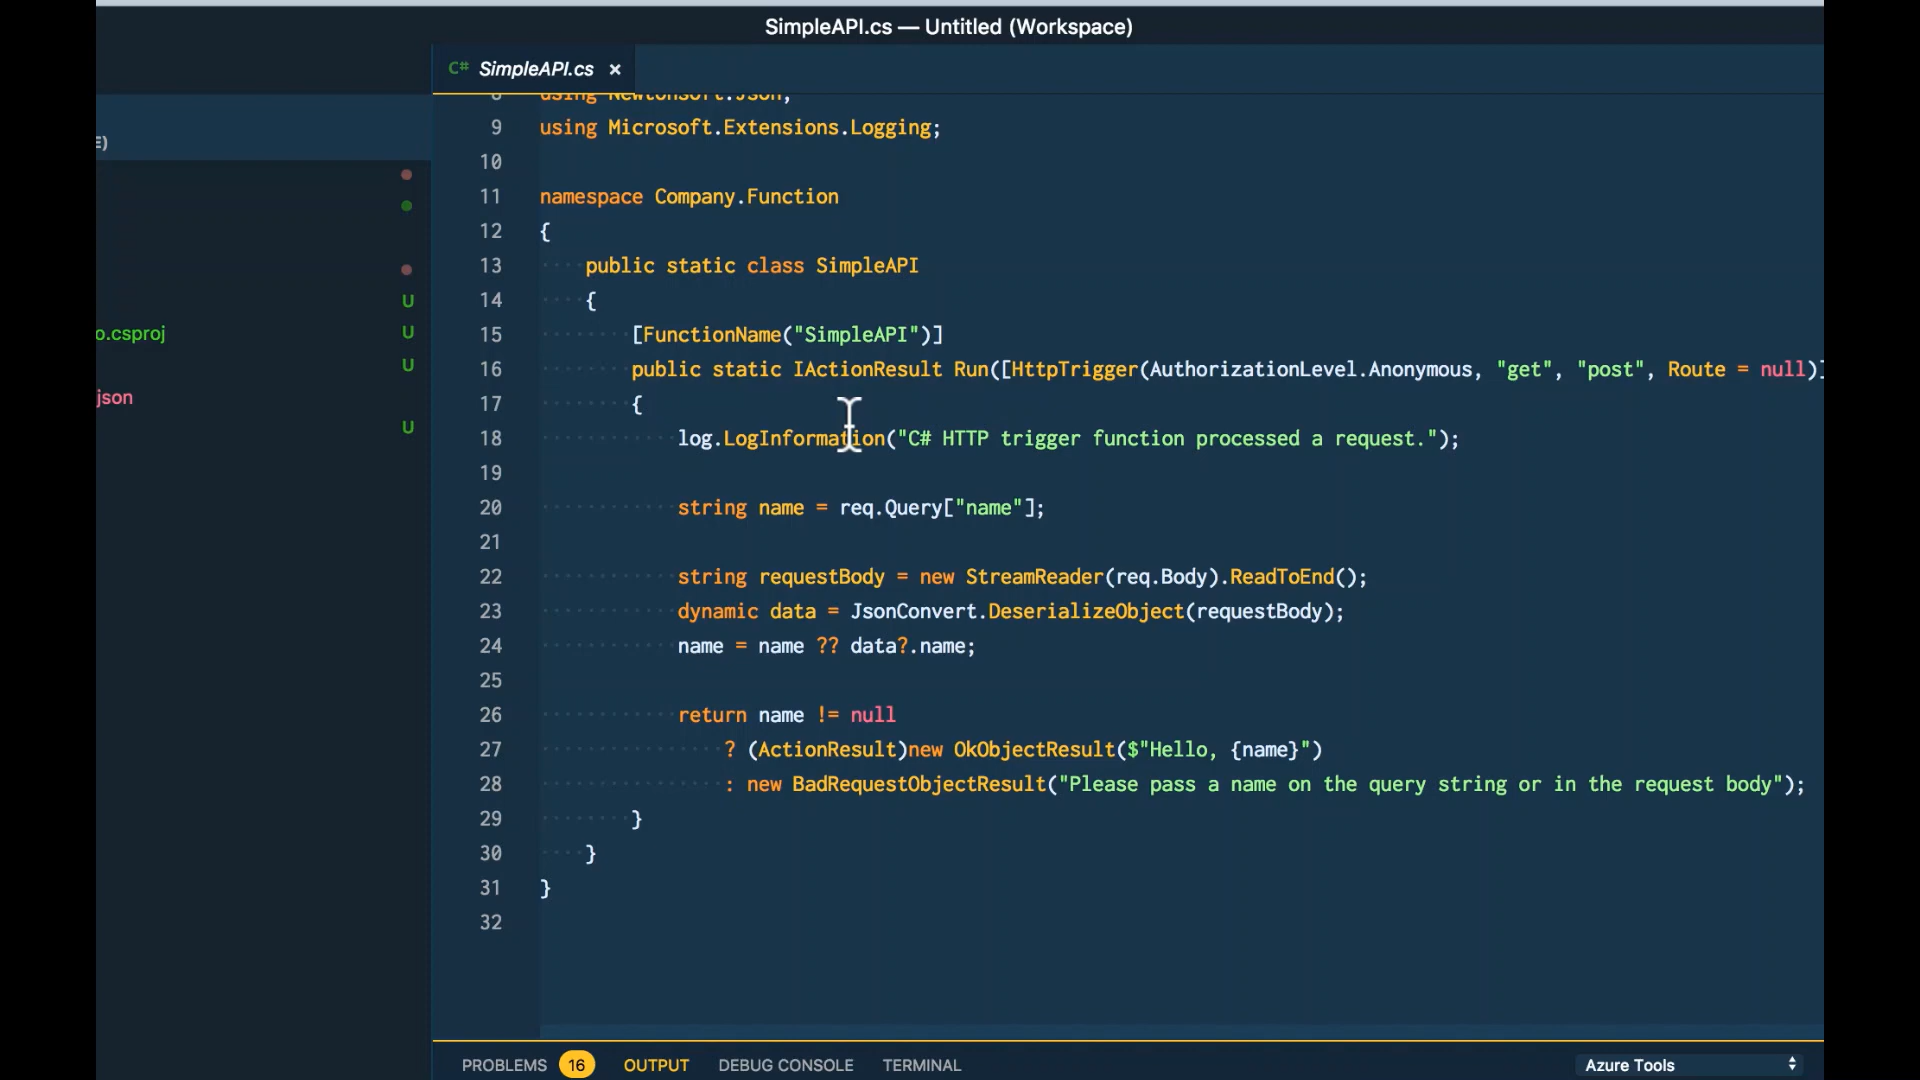 SimpleAPI.cs — Untitled (Workspace)
C# SimpleAPI.cs ×
E)
o.csproj
json
U
U
U
U
8 using Newtonsoft.Json;
9 using Microsoft.Extensions.Logging;
10
11 namespace Company.Function
12 {
13 public static class SimpleAPI
14 {
15 [FunctionName("SimpleAPI")]
16 public static IActionResult Run([HttpTrigger(AuthorizationLevel.Anonymous, "get", "post", Route = null)]
17 {
18 log.LogInformation("C# HTTP trigger function processed a request.");
19
20 string name = req.Query["name"];
21
22 string requestBody = new StreamReader(req.Body).ReadToEnd();
23 dynamic data = JsonConvert.DeserializeObject(requestBody);
24 name = name ?? data?.name;
25
26 return name != null
27 ? (ActionResult)new OkObjectResult($"Hello, {name}")
28 : new BadRequestObjectResult("Please pass a name on the query string or in the request body");
29 }
30 }
31 }
32
PROBLEMS 16 OUTPUT DEBUG CONSOLE TERMINAL Azure Tools